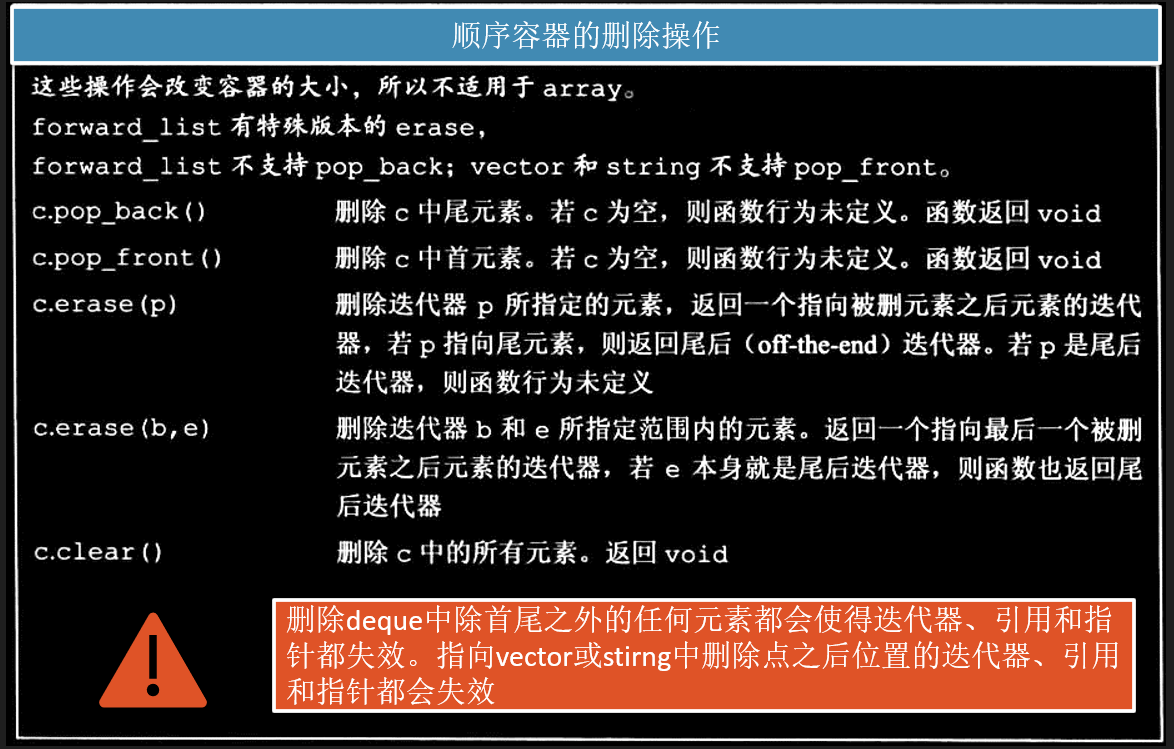 顺序容器的删除操作
这些操作会改变容器的大小，所以不适用于 array。
forward_list 有特殊版本的 erase，
forward_list 不支持 pop_back；vector 和 string 不支持 pop_front。
c.pop_back() 删除 c 中尾元素。若 c 为空，则函数行为未定义。函数返回 void
c.pop_front() 删除 c 中首元素。若 c 为空，则函数行为未定义。函数返回 void
c.erase(p) 删除迭代器 p 所指定的元素，返回一个指向被删元素之后元素的迭代
器，若 p 指向尾元素，则返回尾后（off-the-end）迭代器。若 p 是尾后
迭代器，则函数行为未定义
c.erase(b,e) 删除迭代器 b 和 e 所指定范围内的元素。返回一个指向最后一个被删
元素之后元素的迭代器，若 e 本身就是尾后迭代器，则函数也返回尾
后迭代器
c.clear() 删除 c 中的所有元素。返回 void
删除deque中除首尾之外的任何元素都会使得迭代器、引用和指
针都失效。指向vector或stirng中删除点之后位置的迭代器、引用
和指针都会失效